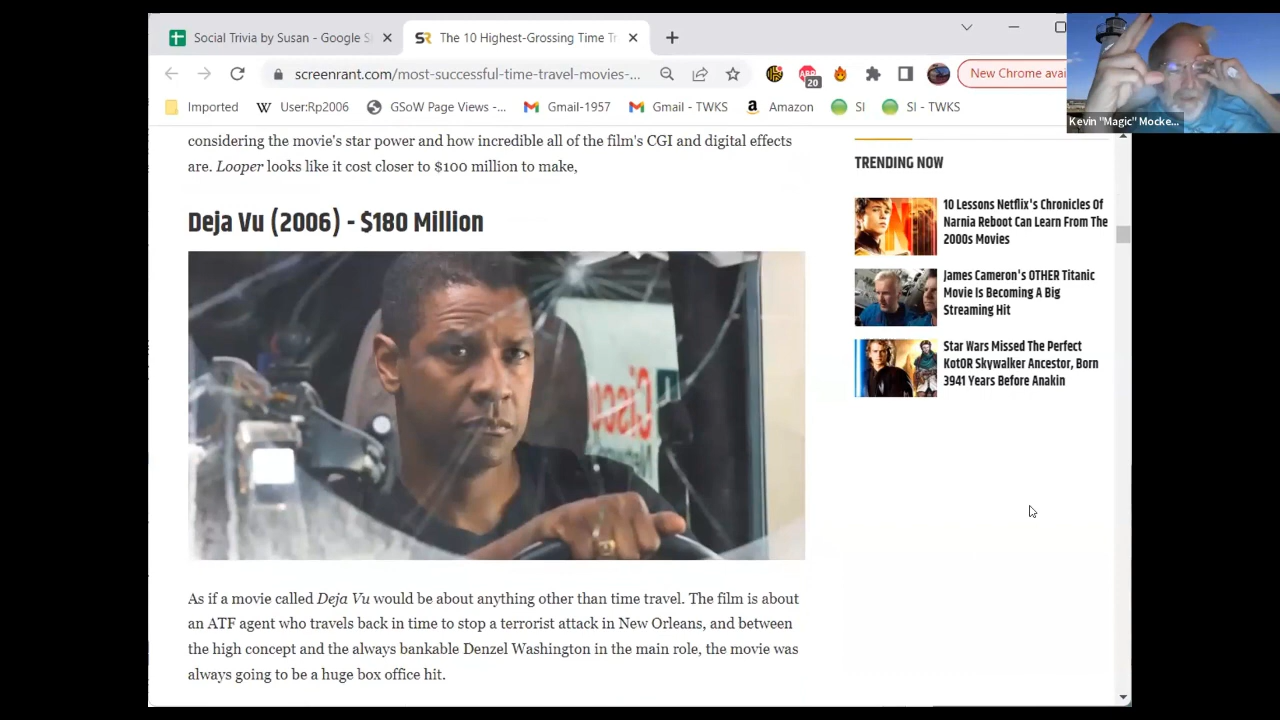 Social Trivia by Susan - Google S
The 10 Highest-Grossing Time Tr
screenrant.com/most-successful-time-travel-movies-...
20
New Chrome avai
Imported
User:Rp2006
GSoW Page Views -...
Gmail-1957
Gmail - TWKS
Amazon
SI
SI - TWKS
Kevin "Magic" Mocke...
considering the movie's star power and how incredible all of the film's CGI and digital effects
are. Looper looks like it cost closer to $100 million to make,
Deja Vu (2006) - $180 Million
As if a movie called Deja Vu would be about anything other than time travel. The film is about
an ATF agent who travels back in time to stop a terrorist attack in New Orleans, and between
the high concept and the always bankable Denzel Washington in the main role, the movie was
always going to be a huge box office hit.
TRENDING NOW
10 Lessons Netflix's Chronicles Of
Narnia Reboot Can Learn From The
2000s Movies
James Cameron's OTHER Titanic
Movie Is Becoming A Big
Streaming Hit
Star Wars Missed The Perfect
KotOR Skywalker Ancestor, Born
3941 Years Before Anakin